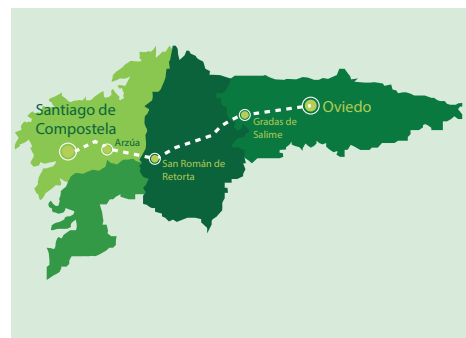 Santiago de
Compostela
Arzúa
San Román de
Retorta
Gradas de
Salime
Oviedo